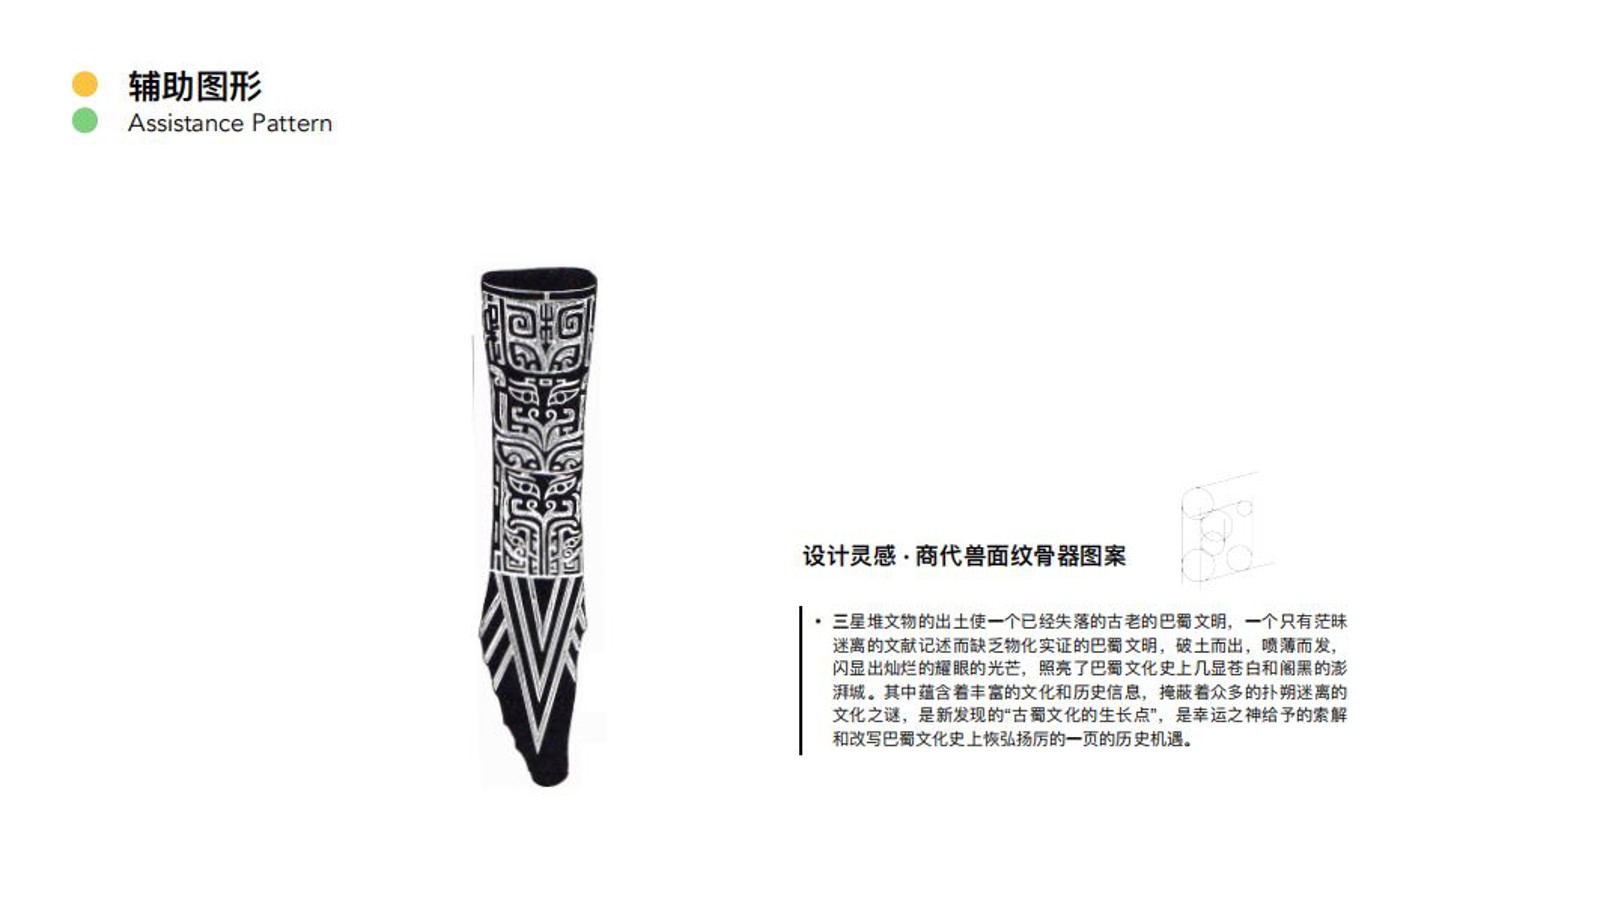 辅助图形
Assistance Pattern
设计灵感·商代兽面纹骨器图案
• 三星堆文物的出土使一个已经失落的古老的巴蜀文明，一个只有茫昧
迷离的文献记述而缺乏物化实证的巴蜀文明，破土而出，喷薄而发，
闪显出灿烂的耀眼的光芒，照亮了巴蜀文化史上几显苍白和阇黑的澎
湃城。其中蕴含着丰富的文化和历史信息，掩蔽着众多的扑朔迷离的
文化之谜，是新发现的“古蜀文化的生长点”，是幸运之神给予的索解
和改写巴蜀文化史上恢弘扬厉的一页的历史机遇。